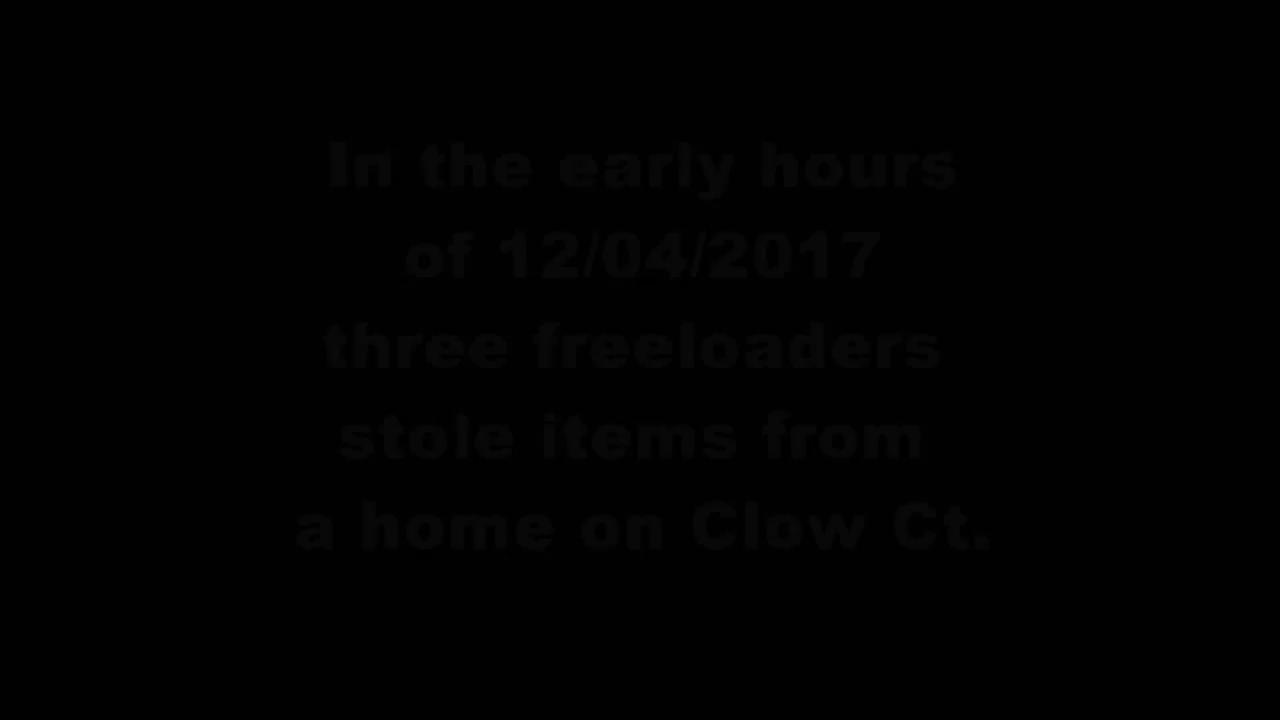 In the early hours
of 12/04/2017
three freeloaders
stole items from
a home on Clow Ct.